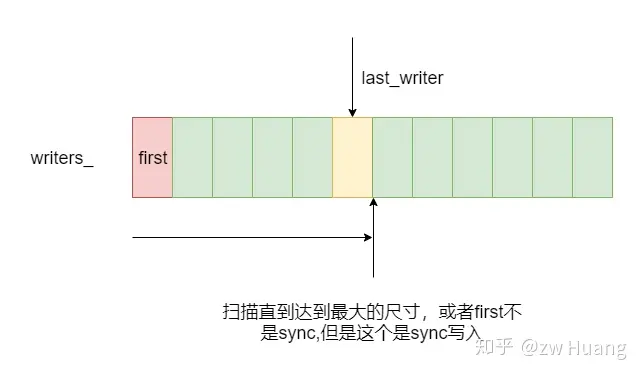 last_writer
writers_
first
扫描直到达到最大的尺寸，或者first不
是sync,但是这个是sync写入
知乎 @zw Huang